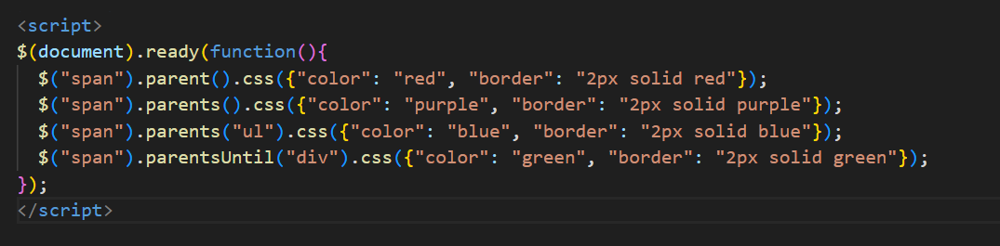 <script>
$(document).ready(function(){
  $("span").parent().css({"color": "red", "border": "2px solid red"});
  $("span").parents().css({"color": "purple", "border": "2px solid purple"});
  $("span").parents("ul").css({"color": "blue", "border": "2px solid blue"});
  $("span").parentsUntil("div").css({"color": "green", "border": "2px solid green"});
});
</script>